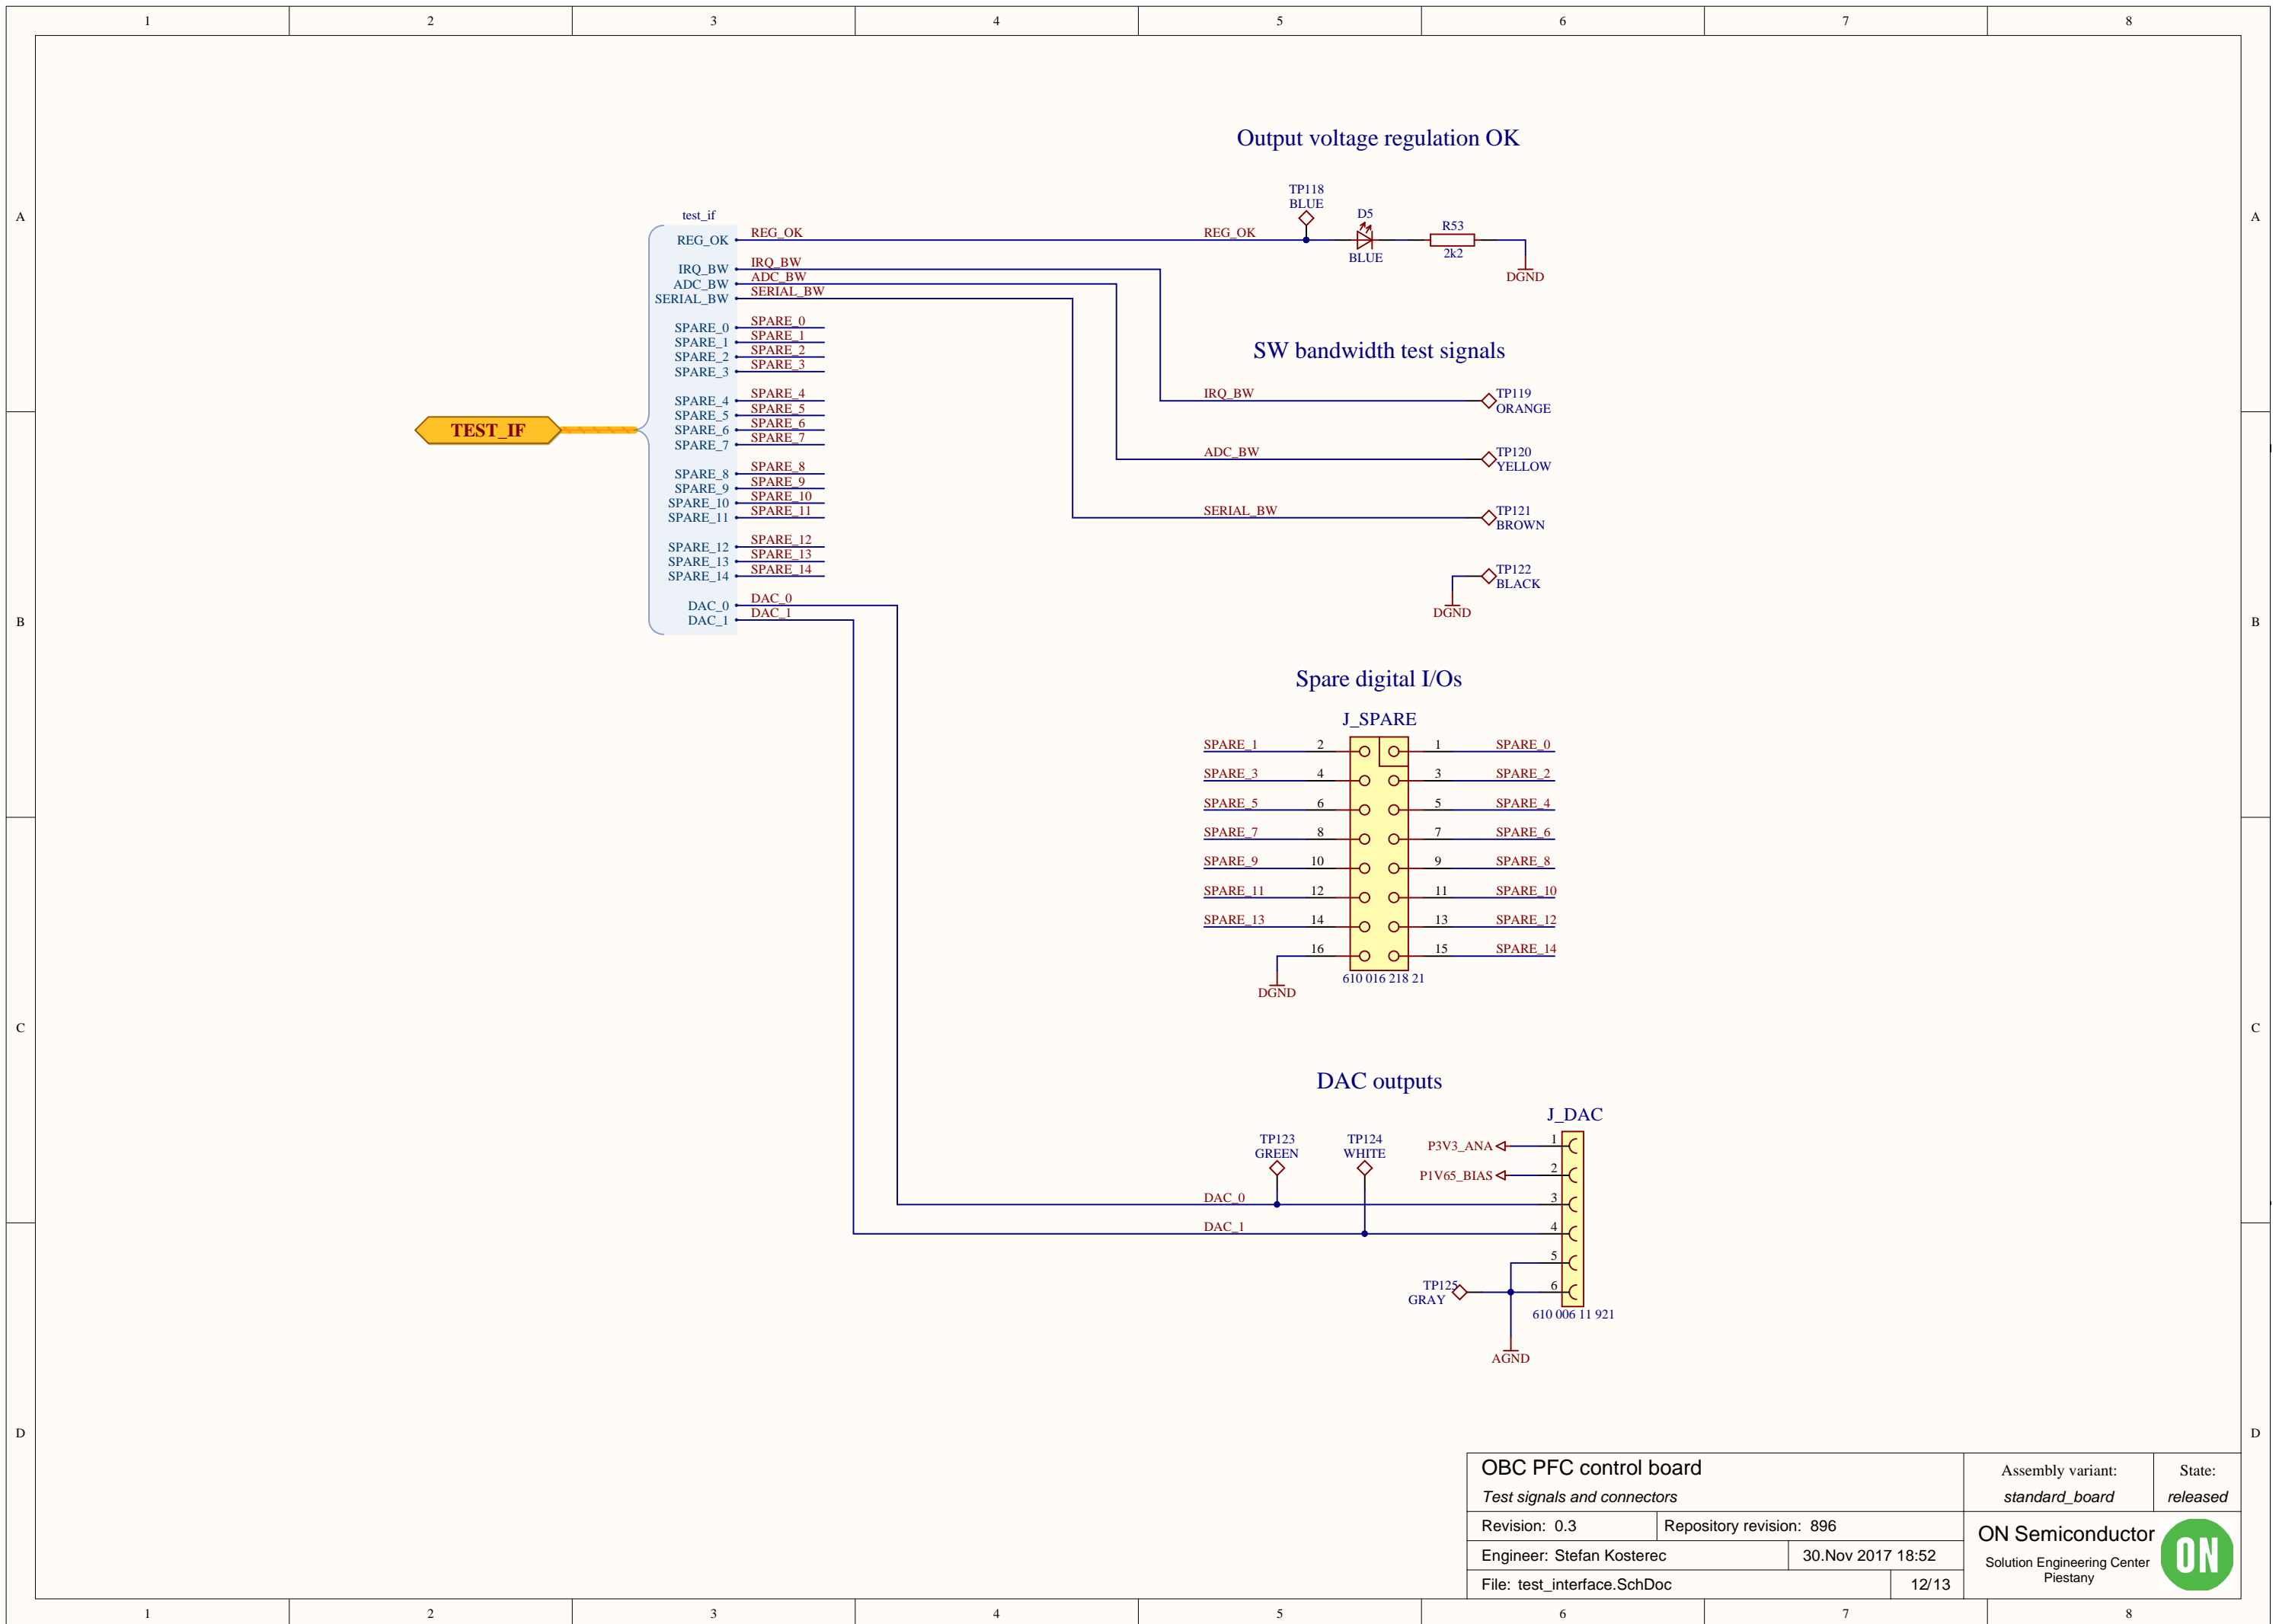 1 2 3 4 5 6 7 8
A A
B B
C C
D D
Output voltage regulation OK
TP118
BLUE
D5
BLUE
R53
2k2
DGND
REG_OK
test_if
REG_OK REG_OK
IRQ_BW IRQ_BW
ADC_BW ADC_BW
SERIAL_BW SERIAL_BW
SPARE_0 SPARE_0
SPARE_1 SPARE_1
SPARE_2 SPARE_2
SPARE_3 SPARE_3
SPARE_4 SPARE_4
SPARE_5 SPARE_5
SPARE_6 SPARE_6
SPARE_7 SPARE_7
SPARE_8 SPARE_8
SPARE_9 SPARE_9
SPARE_10 SPARE_10
SPARE_11 SPARE_11
SPARE_12 SPARE_12
SPARE_13 SPARE_13
SPARE_14 SPARE_14
DAC_0 DAC_0
DAC_1 DAC_1
TEST_IF
SW bandwidth test signals
IRQ_BW TP119
ORANGE
ADC_BW TP120
YELLOW
SERIAL_BW TP121
BROWN
TP122
BLACK
DGND
Spare digital I/Os
J_SPARE
SPARE_1 2 1 SPARE_0
SPARE_3 4 3 SPARE_2
SPARE_5 6 5 SPARE_4
SPARE_7 8 7 SPARE_6
SPARE_9 10 9 SPARE_8
SPARE_11 12 11 SPARE_10
SPARE_13 14 13 SPARE_12
16 15 SPARE_14
610 016 218 21
DGND
DAC outputs
J_DAC
TP123
GREEN
TP124
WHITE
P3V3_ANA 1
P1V65_BIAS 2
DAC_0 3
DAC_1 4
5
TP125 6
GRAY
610 006 11 921
AGND
OBC PFC control board
Test signals and connectors
Assembly variant:
standard_board
State:
released
Revision: 0.3 Repository revision: 896
Engineer: Stefan Kosterec 30.Nov 2017 18:52
File: test_interface.SchDoc 12/13
ON Semiconductor
Solution Engineering Center
Piestany
ON
1 2 3 4 5 6 7 8